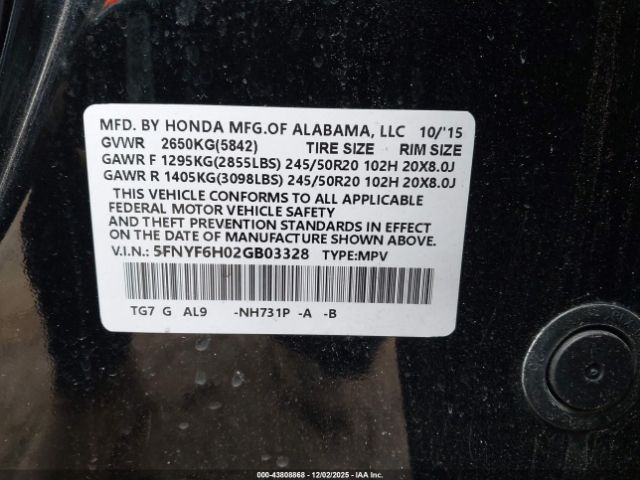 MFD. BY HONDA MFG.OF ALABAMA, LLC 10/'15
GVWR 2650KG(5842) TIRE SIZE RIM SIZE
GAWR F 1295KG(2855LBS) 245/50R20 102H 20X8.0J
GAWR R 1405KG(3098LBS) 245/50R20 102H 20X8.0J
THIS VEHICLE CONFORMS TO ALL APPLICABLE
FEDERAL MOTOR VEHICLE SAFETY
AND THEFT PREVENTION STANDARDS IN EFFECT
ON THE DATE OF MANUFACTURE SHOWN ABOVE.
V.I.N.: 5FNYF6H02GB03328 TYPE:MPV
TG7 G AL9 -NH731P -A -B
000-43808868 - 12/02/2025 - IAA Inc.